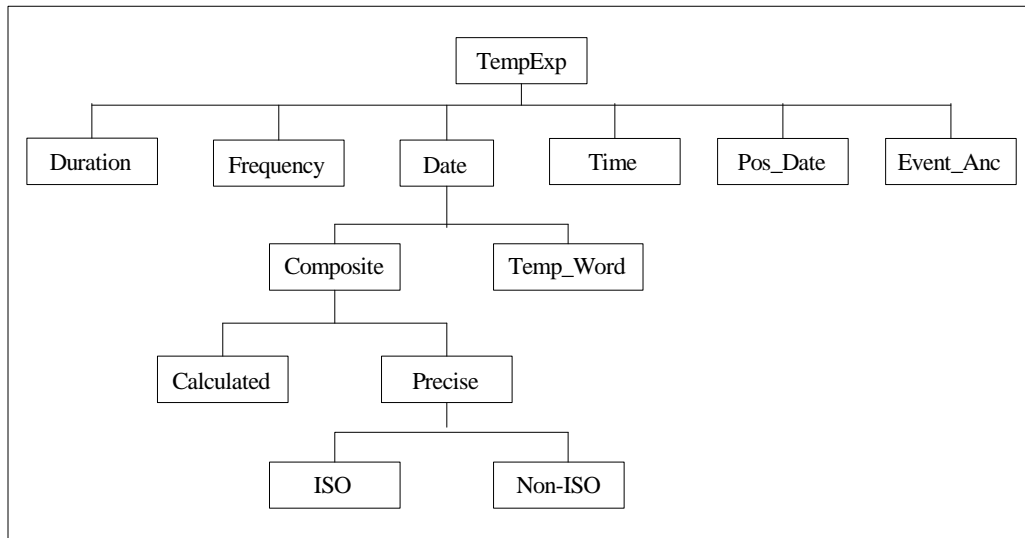 TempExp
Duration
Frequency
Date
Time
Pos_Date
Event_Anc
Composite
Temp_Word
Calculated
Precise
ISO
Non-ISO